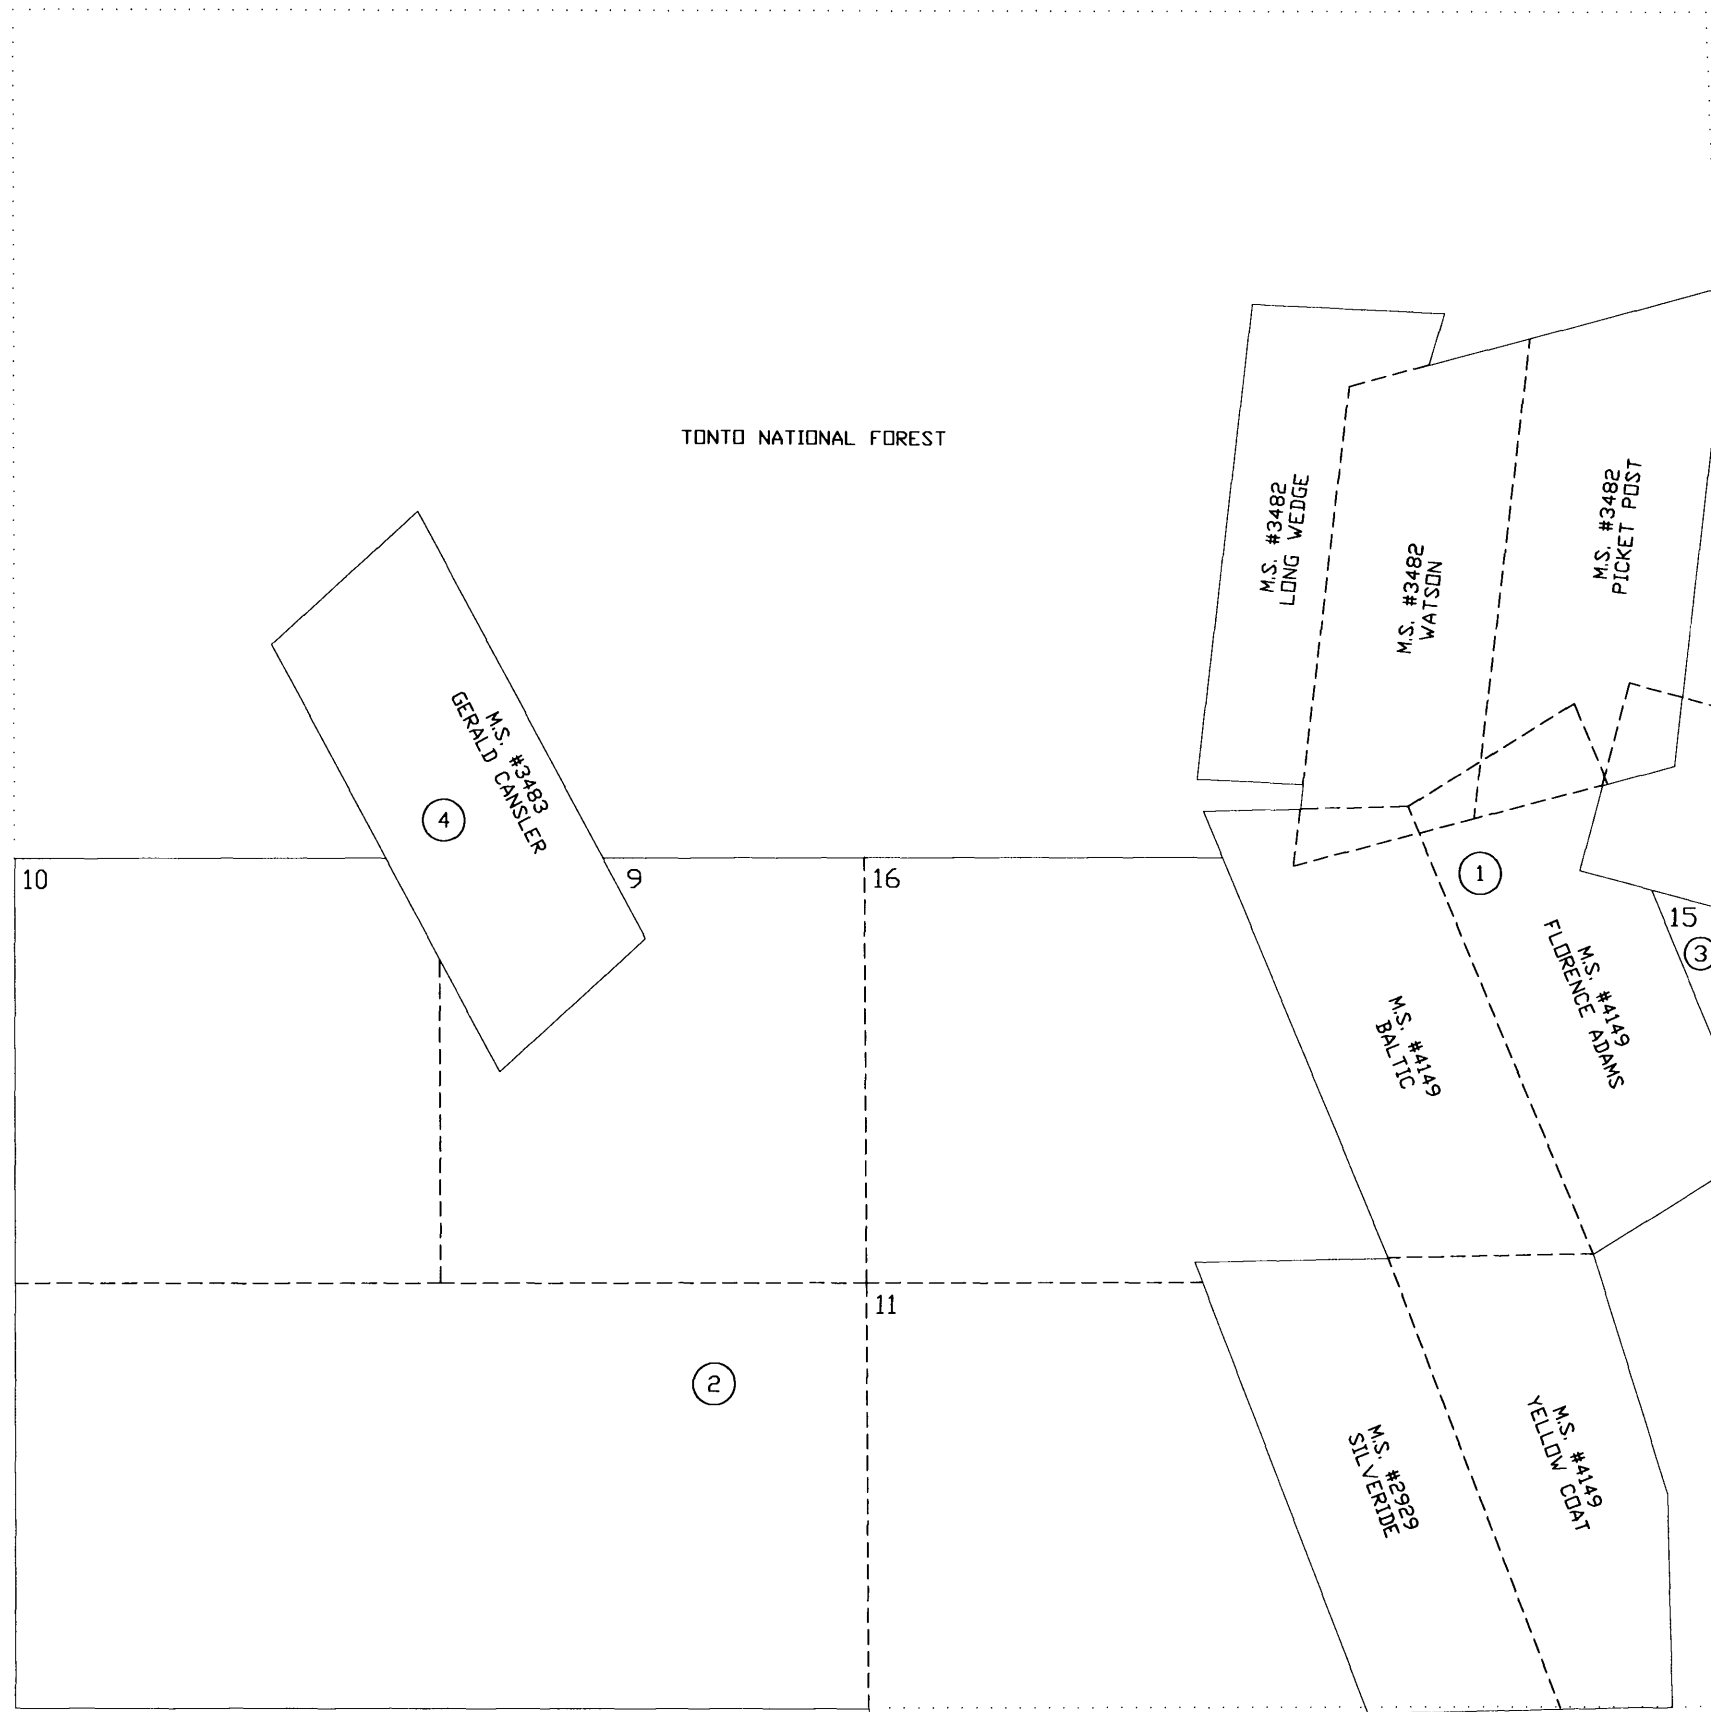 TONTO NATIONAL FOREST
M.S. #3482
LONG WEDGE
M.S. #3482
WATSON
M.S. #3482
PICKET POST
M.S. #3483
GERALD CANSLER
4
10
9
16
1
15
3
M.S. #4149
FLORENCE ADAMS
M.S. #4149
BALTIC
11
2
M.S. #2929
SILVERIDE
M.S. #4149
YELLOW COAT